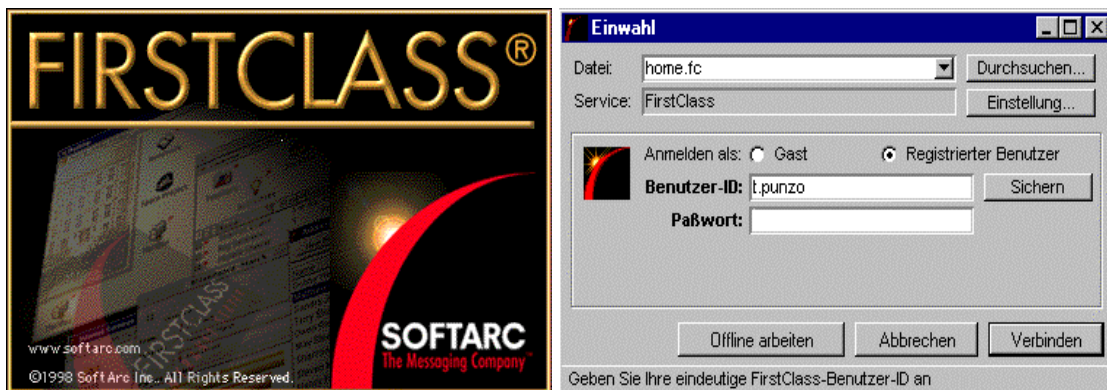 FIRSTCLASS®
www.softarc.com
©1998 SoftArc Inc.. All Rights Reserved.
SOFTARC
The Messaging Company™
FIRSTCLASS
Einwahl
Datei: home.fc Durchsuchen...
Service: FirstClass Einstellung...
Anmelden als: Gast Registrierter Benutzer
Benutzer-ID: t.punzo Sichern
Paßwort:
Offline arbeiten Abbrechen Verbinden
Geben Sie Ihre eindeutige FirstClass-Benutzer-ID an